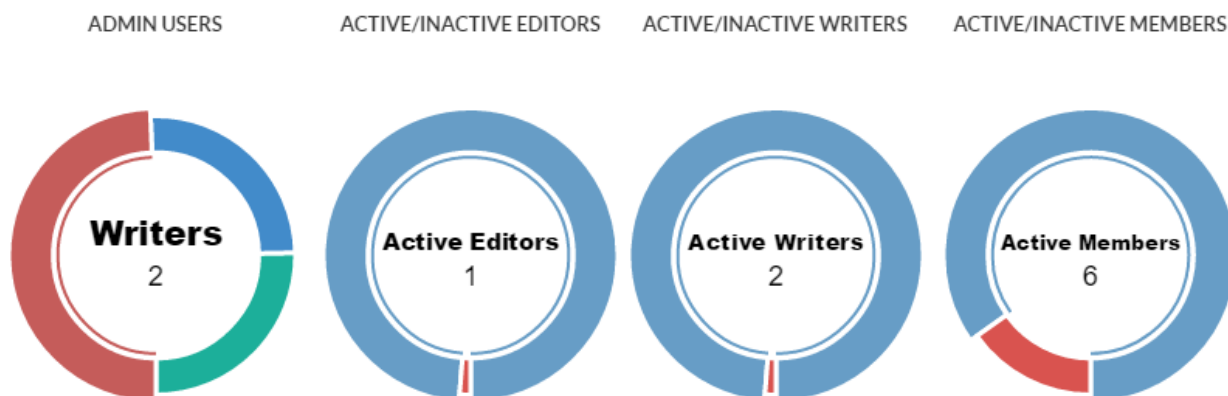 ADMIN USERS
ACTIVE/INACTIVE EDITORS
ACTIVE/INACTIVE WRITERS
ACTIVE/INACTIVE MEMBERS
Writers
2
Active Editors
1
Active Writers
2
Active Members
6